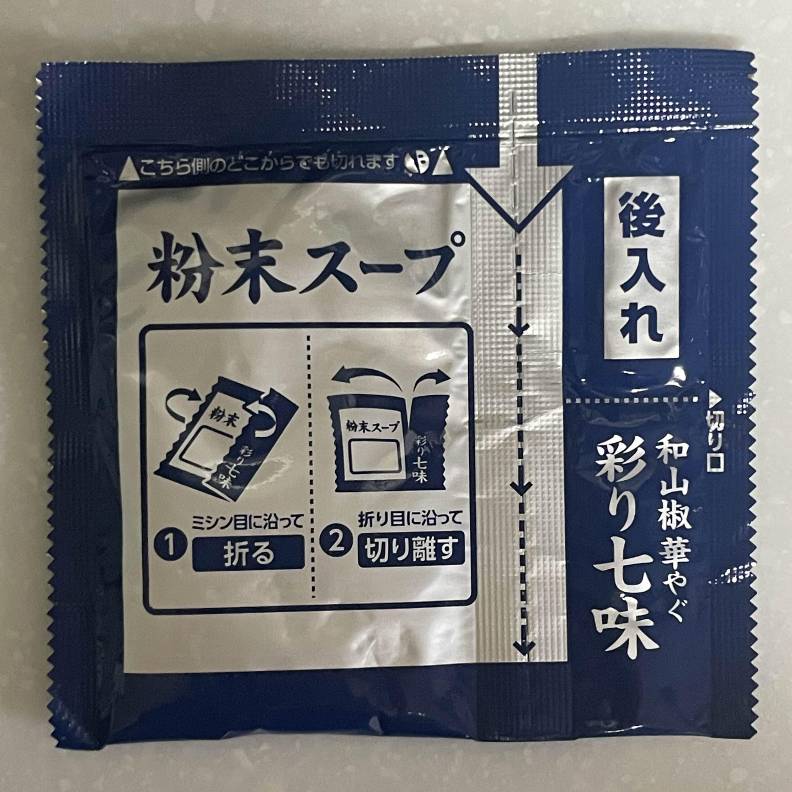 こちら側のどこからでも切れます
粉末スープ
粉末
彩り七味
粉末スープ
彩り七味
1 ミシン目に沿って
折る
2 折り目に沿って
切り離す
後入れ
切り口
和山椒華やぐ
彩り七味